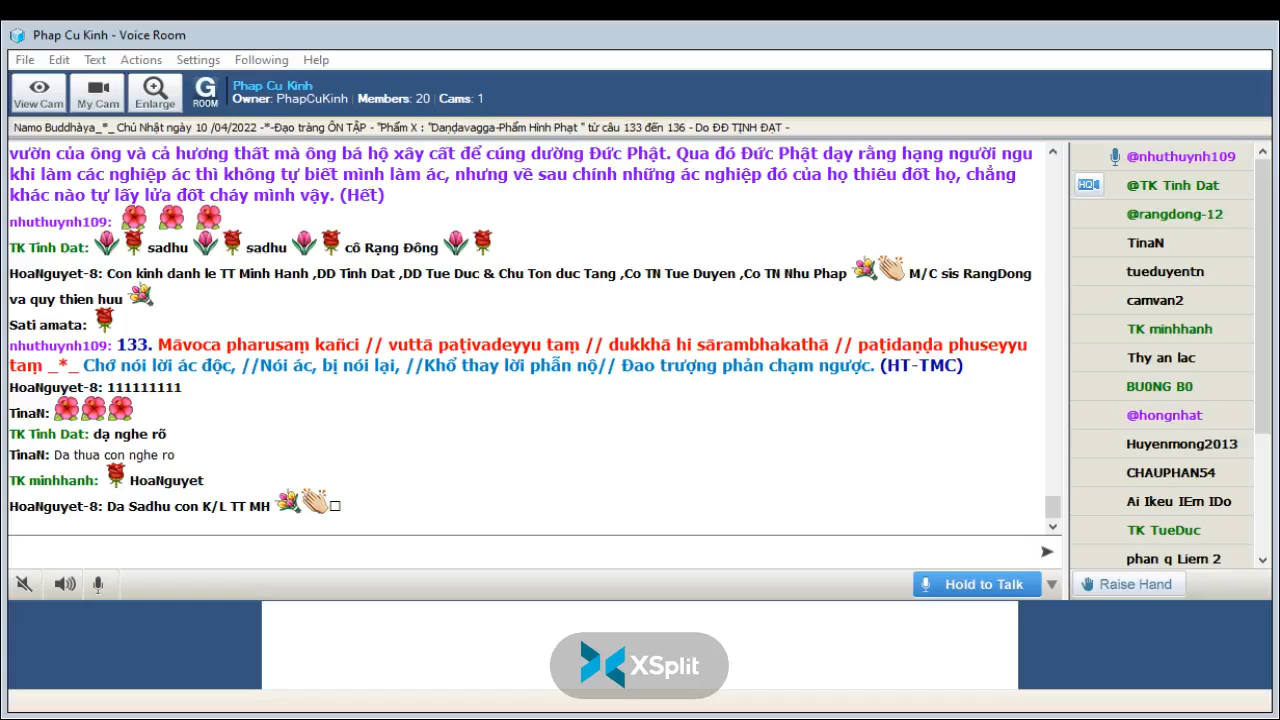 Phap Cu Kinh - Voice Room
File Edit Text Actions Settings Following Help
View Cam My Cam Enlarge G ROOM
Phap Cu Kinh
Owner: PhapCuKinh | Members: 20 | Cams: 1
Namo Buddhàya_*_ Chủ Nhật ngày 10 /04/2022 -*-Đạo tràng ÔN TẬP - "Phẩm X : "Daṇḍavagga-Phẩm Hình Phạt " từ câu 133 đến 136 - Do ĐĐ TỊNH ĐẠT -
vườn của ông và cả hương thất mà ông bá hộ xây cất để cúng dường Đức Phật. Qua đó Đức Phật dạy rằng hạng người ngu
khi làm các nghiệp ác thì không tự biết mình làm ác, nhưng về sau chính những ác nghiệp đó của họ thiêu đốt họ, chẳng
khác nào tự lấy lửa đốt cháy mình vậy. (Hết)
nhuthuynh109:
TK Tinh Dat: sadhu sadhu cô Rạng Đông
HoaNguyet-8: Con kinh danh le TT Minh Hanh ,DD Tinh Dat ,DD Tue Duc & Chu Ton duc Tang ,Co TN Tue Duyen ,Co TN Nhu Phap M/C sis RangDong
va quy thien huu
Sati amata:
nhuthuynh109: 133. Māvoca pharusaṃ kañci // vuttā paṭivadeyyu taṃ // dukkhā hi sārambhakathā // paṭidaṇḍa phuseyyu
taṃ _*_ Chớ nói lời ác độc, //Nói ác, bị nói lại, //Khổ thay lời phẫn nộ// Đao trượng phản chạm ngược. (HT-TMC)
HoaNguyet-8: 111111111
TinaN:
TK Tinh Dat: dạ nghe rõ
TinaN: Da thua con nghe ro
TK minhhanh: HoaNguyet
HoaNguyet-8: Da Sadhu con K/L TT MH
Hold to Talk
@nhuthuynh109
HQ @TK Tinh Dat
@rangdong-12
TinaN
tueduyentn
camvan2
TK minhhanh
Thy an lac
BU0NG B0
@hongnhat
Huyenmong2013
CHAUPHAN54
Ai Ikeu IEm IDo
TK TueDuc
phan q Liem 2
Raise Hand
XSplit